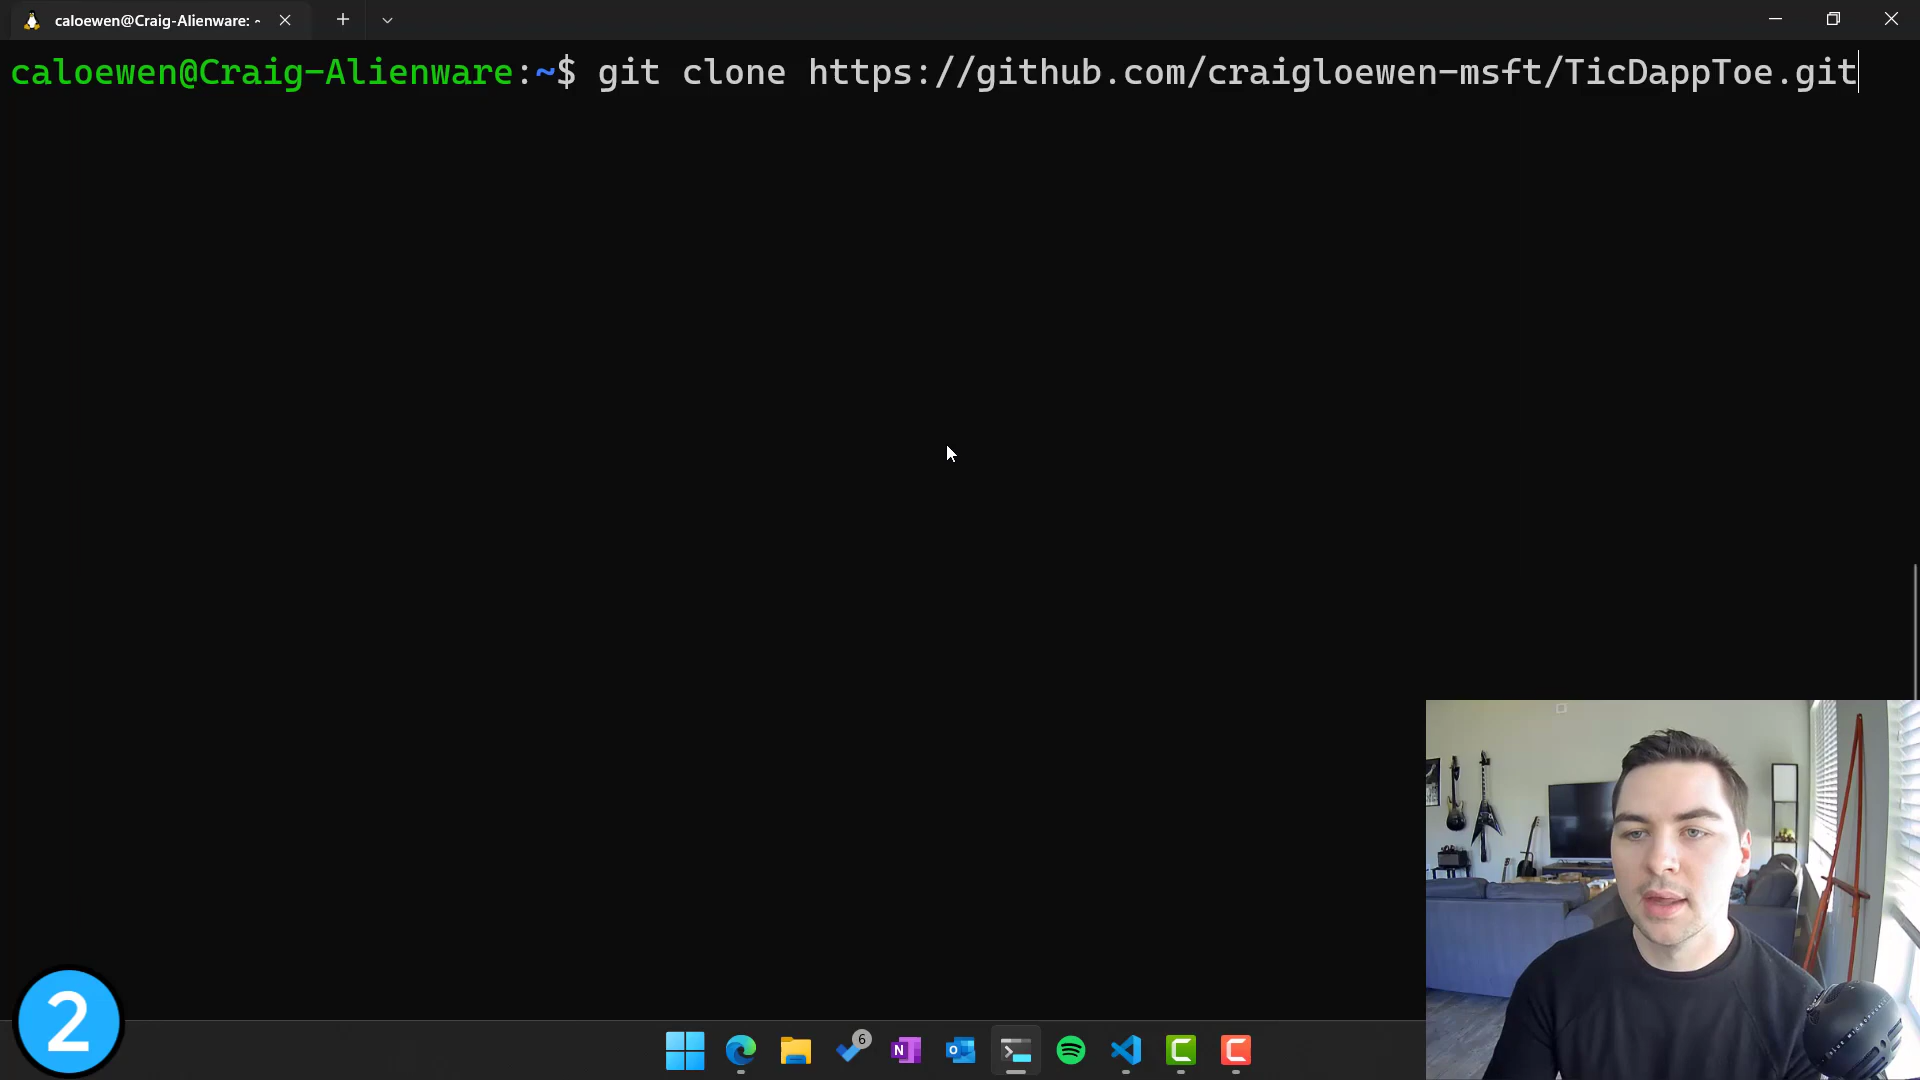 caloewen@Craig-Alienware: ~
caloewen@Craig-Alienware:~$ git clone https://github.com/craigloewen-msft/TicDappToe.git
6
N
2